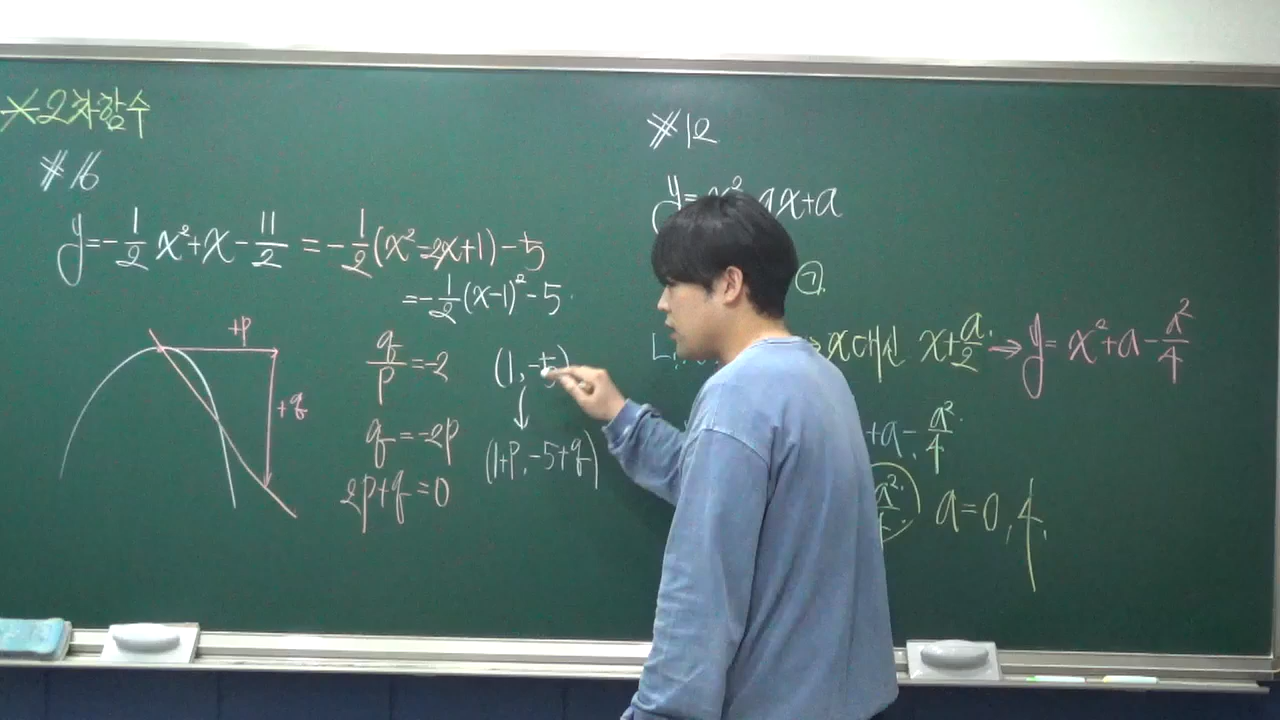 ※2차함수
#16
y=-1/2x²+x-11/2=-1/2(x²-2x+1)-5
=-1/2(x-1)²-5
+p
+q
q/p=-2
q=-2p
2p+q=0
(1,-5)
(1+p,-5+q)
#12
ax+a
㉠
x대신 x+a/2 → y=x²+a-a²/4
+a-a²/4
a=0,4